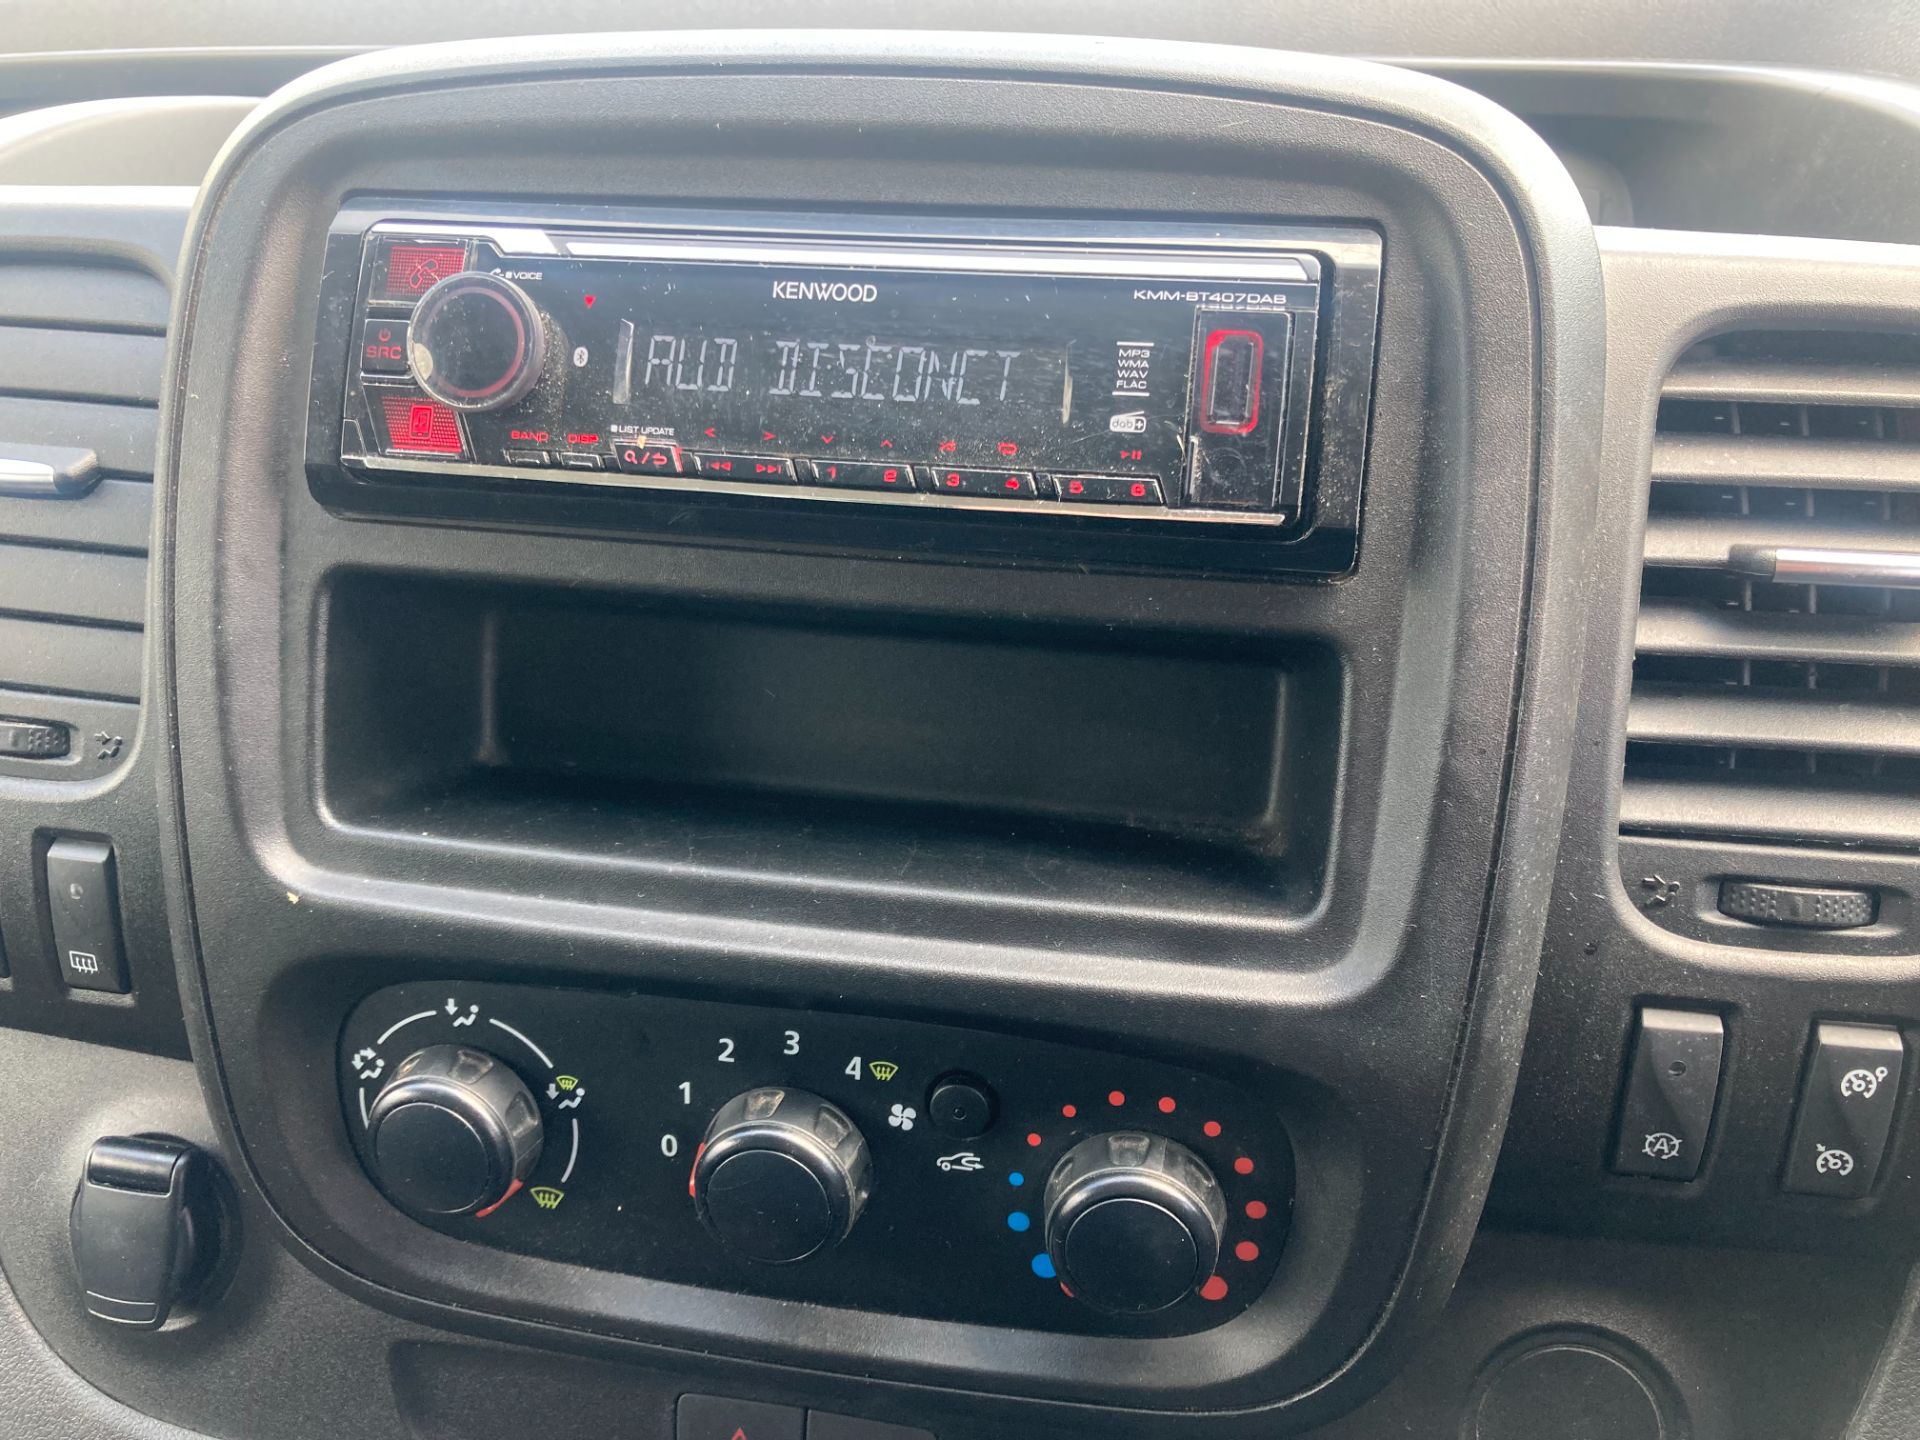 VOICE
KENWOOD
KMM-BT407DAB
SRC
AUD DISCONCT
MP3
WMA
WAV
FLAC
dab+
LIST UPDATE
BAND DISP
1 2 3 4 5 6
0 1 2 3 4
A